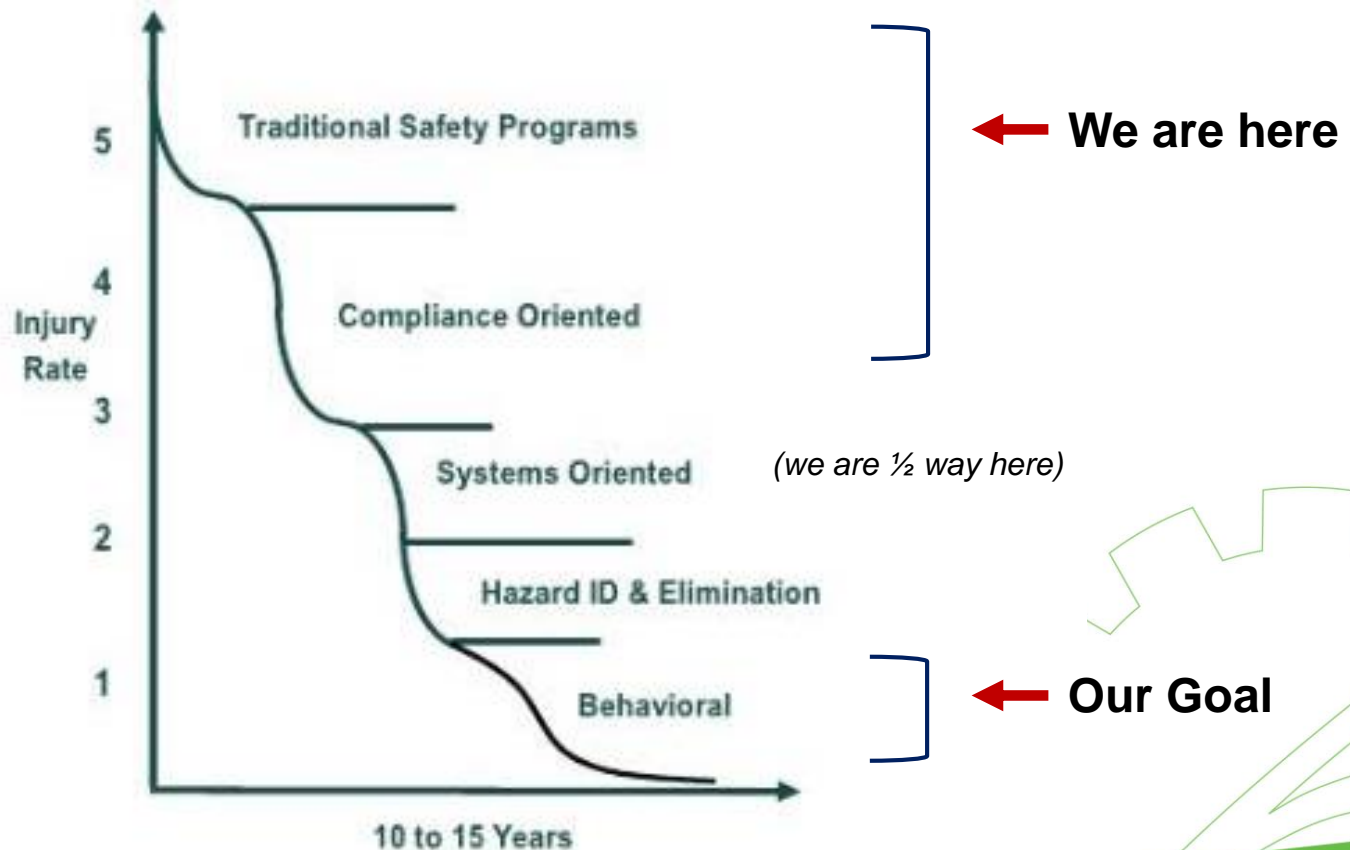 We are here
5
Traditional Safety Programs
4
Injury
Rate
Compliance Oriented
3
Systems Oriented
(we are ½ way here)
2
Hazard ID & Elimination
1
Behavioral
Our Goal
10 to 15 Years